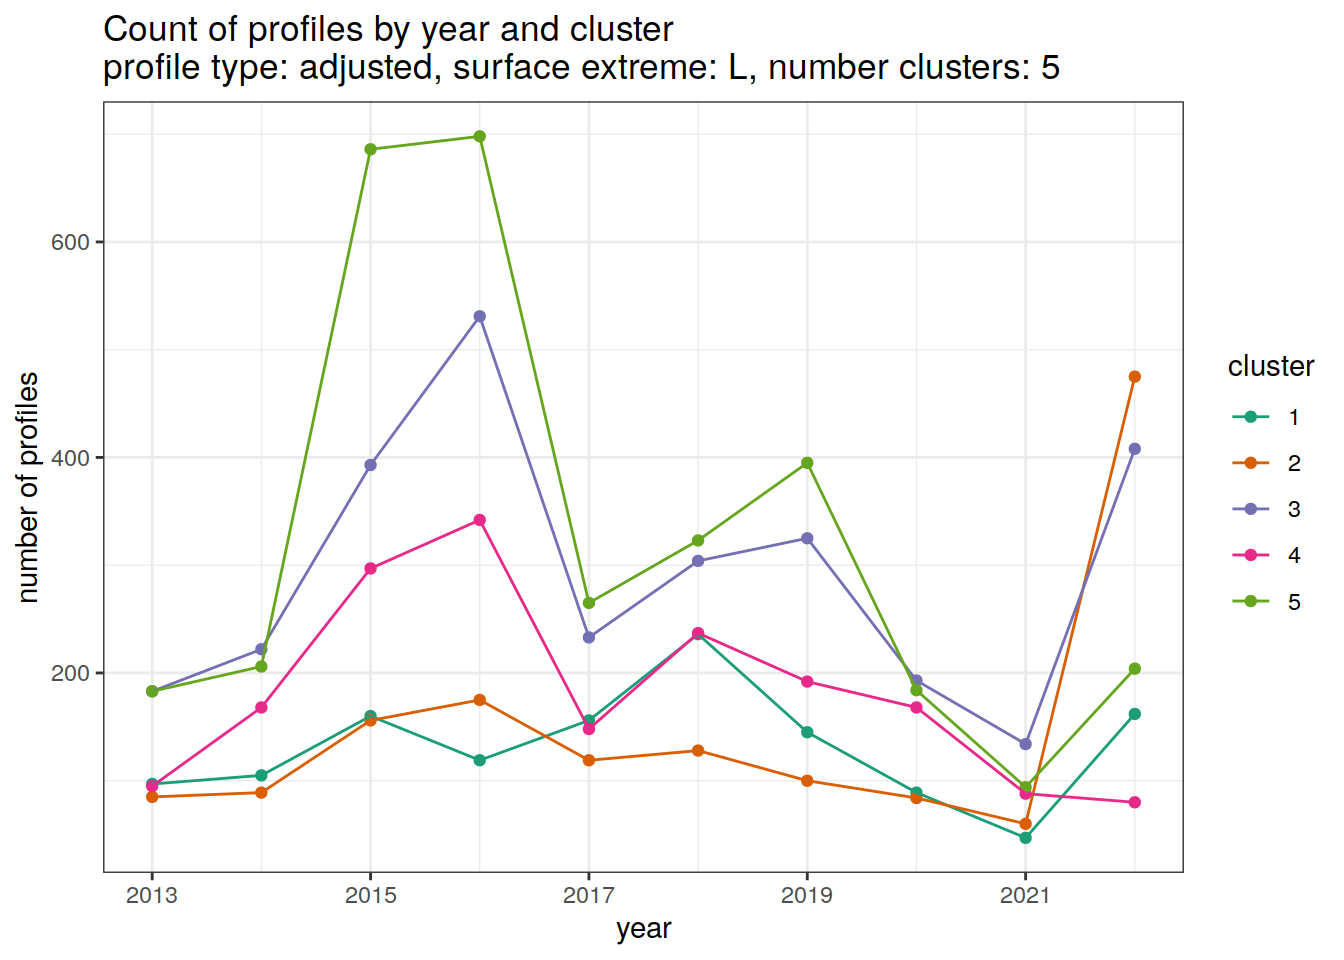 Count of profiles by year and cluster
profile type: adjusted, surface extreme: L, number clusters: 5
number of profiles
600
400
200
2013
2015
2017
2019
2021
year
cluster
1
2
3
4
5